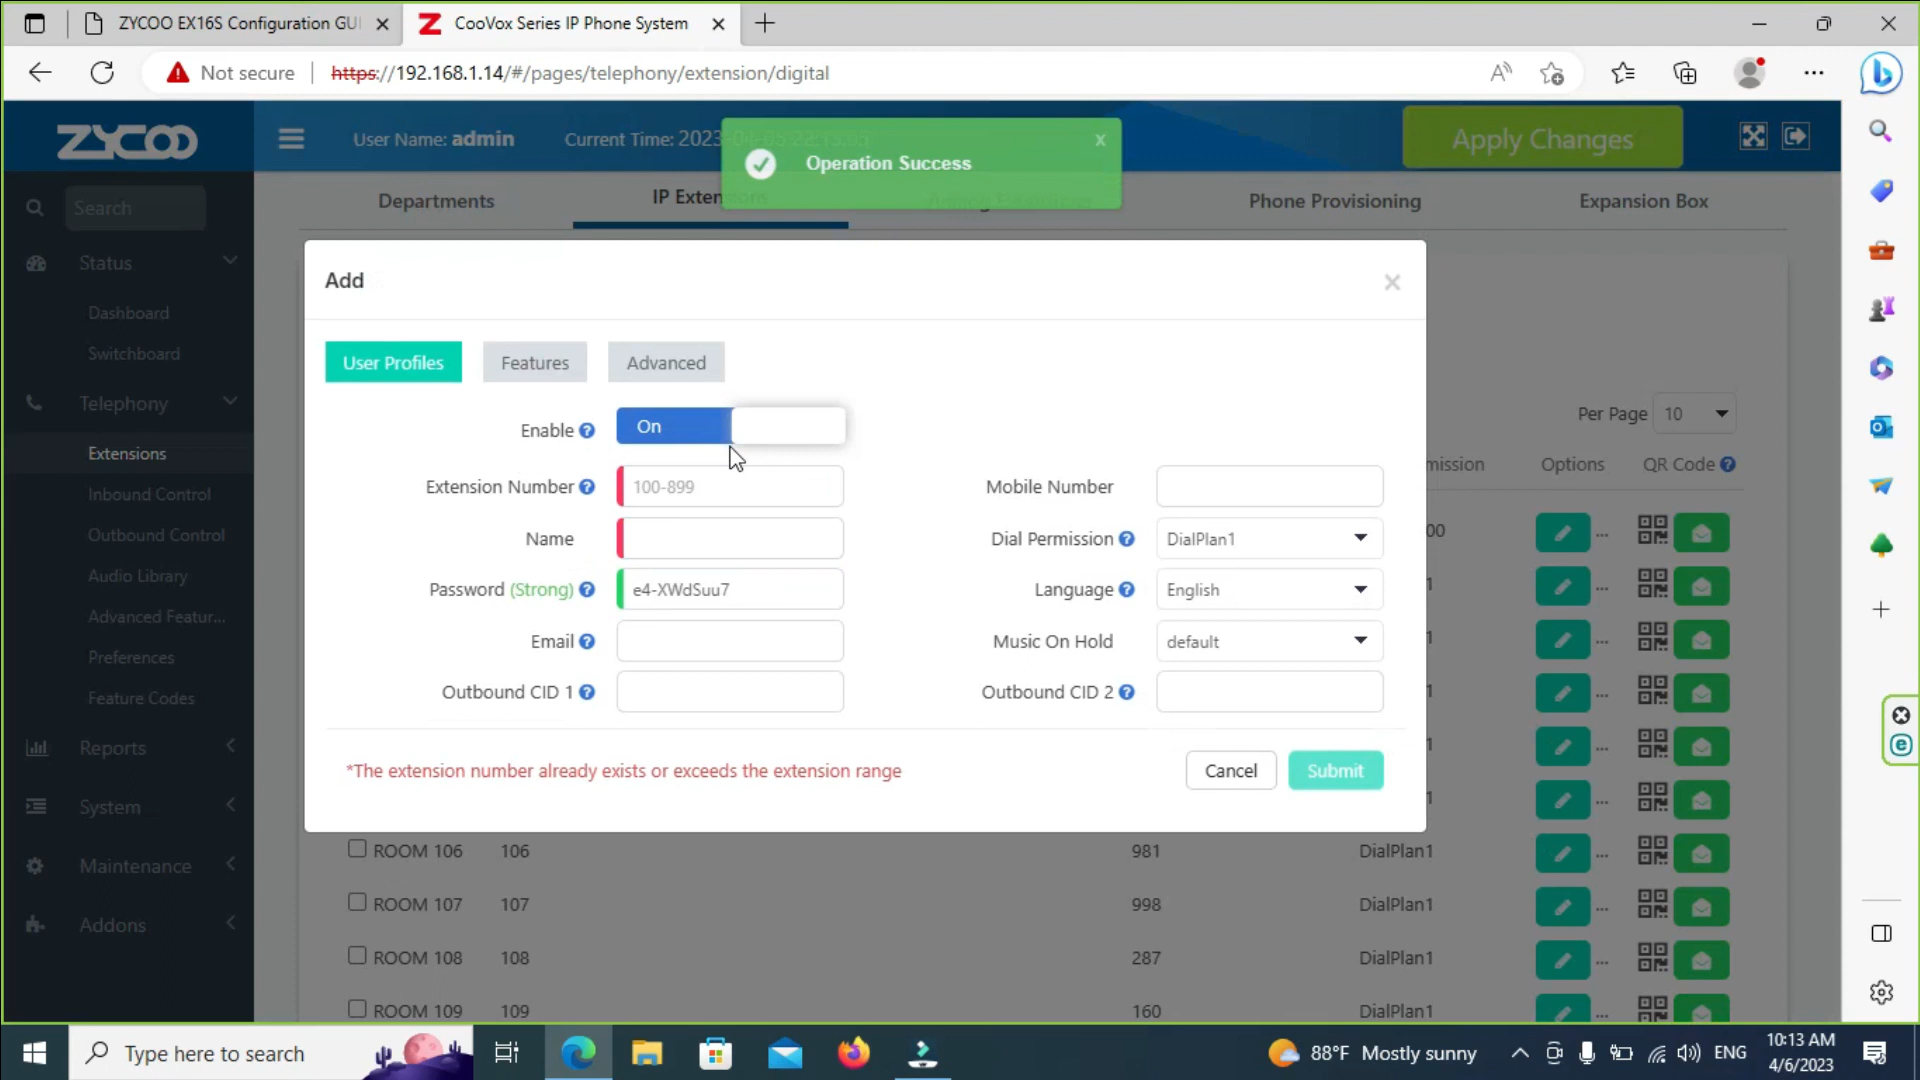 ZYCOO EX16S Configuration GUI
CooVox Series IP Phone System
Not secure
https://192.168.1.14/#/pages/telephony/extension/digital
ZYCOO
User Name: admin
Current Time: 2023
Operation Success
x
Apply Changes
Search
Departments
IP Extensions
Phone Provisioning
Expansion Box
Status
Dashboard
Switchboard
Telephony
Extensions
Inbound Control
Outbound Control
Audio Library
Advanced Featur...
Preferences
Feature Codes
Reports
System
Maintenance
Addons
Add
User Profiles
Features
Advanced
Enable
On
Extension Number
100-899
Mobile Number
Name
Dial Permission
DialPlan1
Password (Strong)
e4-XWdSuu7
Language
English
Email
Music On Hold
default
Outbound CID 1
Outbound CID 2
*The extension number already exists or exceeds the extension range
Cancel
Submit
Per Page
10
mission
Options
QR Code
00
1
1
1
1
1
ROOM 106 106 981 DialPlan1
ROOM 107 107 998 DialPlan1
ROOM 108 108 287 DialPlan1
ROOM 109 109 160 DialPlan1
Type here to search
88°F Mostly sunny
ENG
10:13 AM
4/6/2023